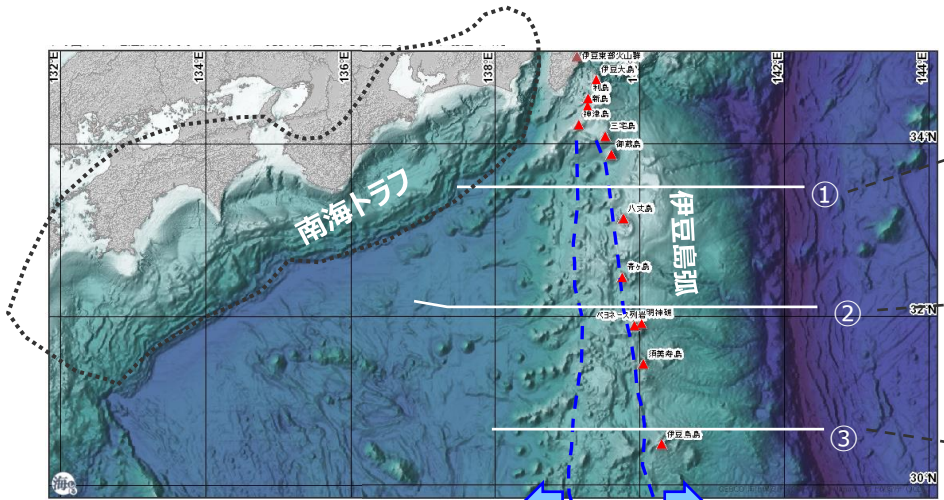 132°E
134°E
136°E
138°E
142°E
144°E
伊豆東部火山群
伊豆大島
利島
新島
神津島
三宅島
34°N
御蔵島
①
南海トラフ
伊豆島弧
八丈島
青ヶ島
②
32°N
ベヨネース列岩
明神礁
須美寿島
③
伊豆鳥島
30°N
海